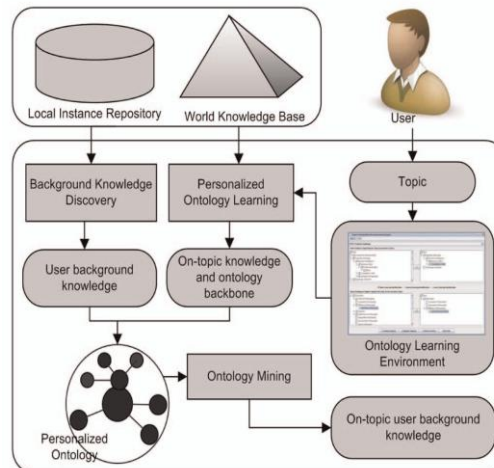 Local Instance Repository
World Knowledge Base
User
Background Knowledge
Discovery
Personalized
Ontology Learning
Topic
User background
knowledge
On-topic knowledge
and ontology
backbone
Ontology Learning
Environment
Personalized
Ontology
Ontology Mining
On-topic user background
knowledge